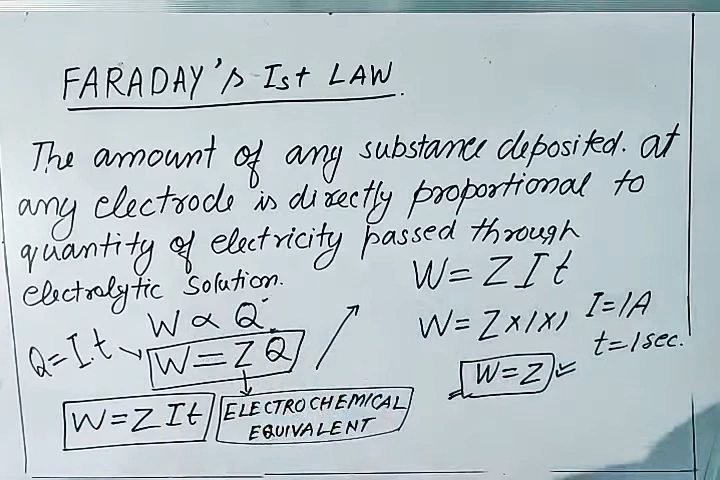 FARADAY's Ist LAW.
The amount of any substance deposited. at
any electrode is directly proportional to
quantity of electricity passed through
electrolytic solution.
W ∝ Q
Q=I.t
W=ZQ
W=ZIt
ELECTROCHEMICAL
EQUIVALENT
W=ZIt
W=Z×1×1
I=1A
t=1sec.
W=Z